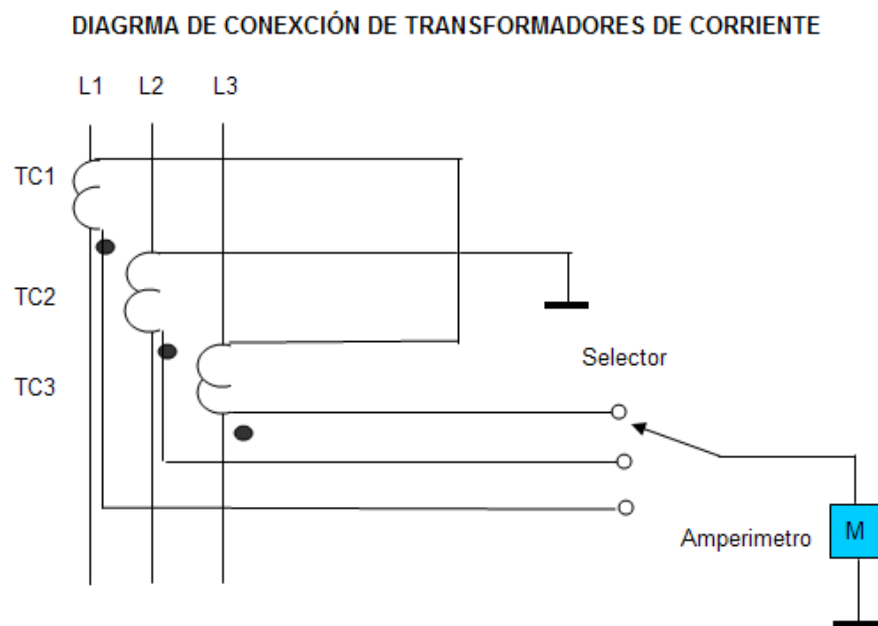 DIAGRMA DE CONEXCIÓN DE TRANSFORMADORES DE CORRIENTE
L1 L2 L3
TC1
TC2
Selector
TC3
Amperimetro M